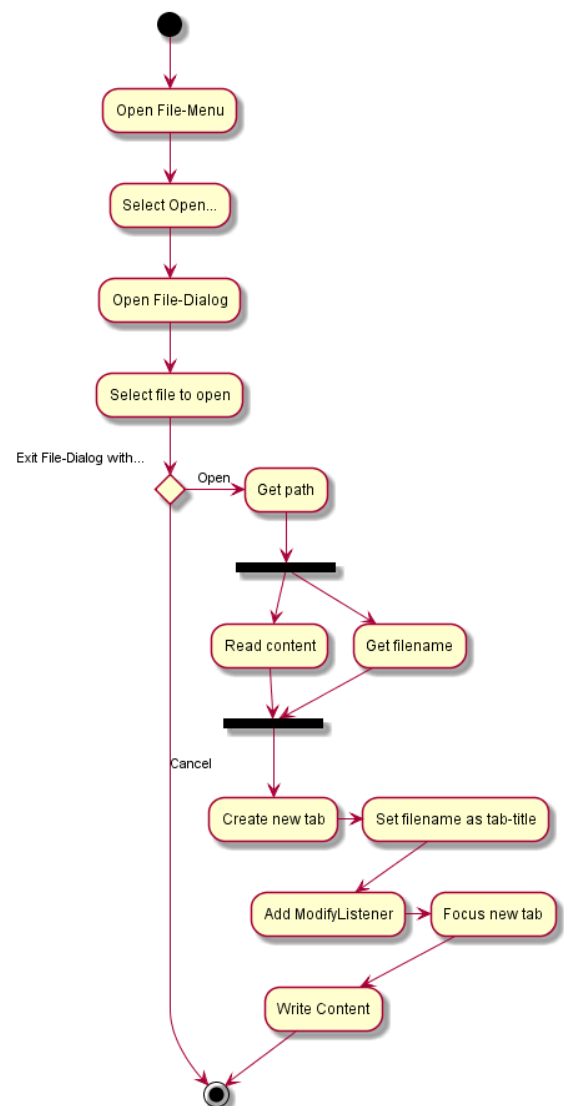 Open File-Menu
Select Open...
Open File-Dialog
Select file to open
Exit File-Dialog with...
Open
Get path
Read content
Get filename
Cancel
Create new tab
Set filename as tab-title
Add ModifyListener
Focus new tab
Write Content